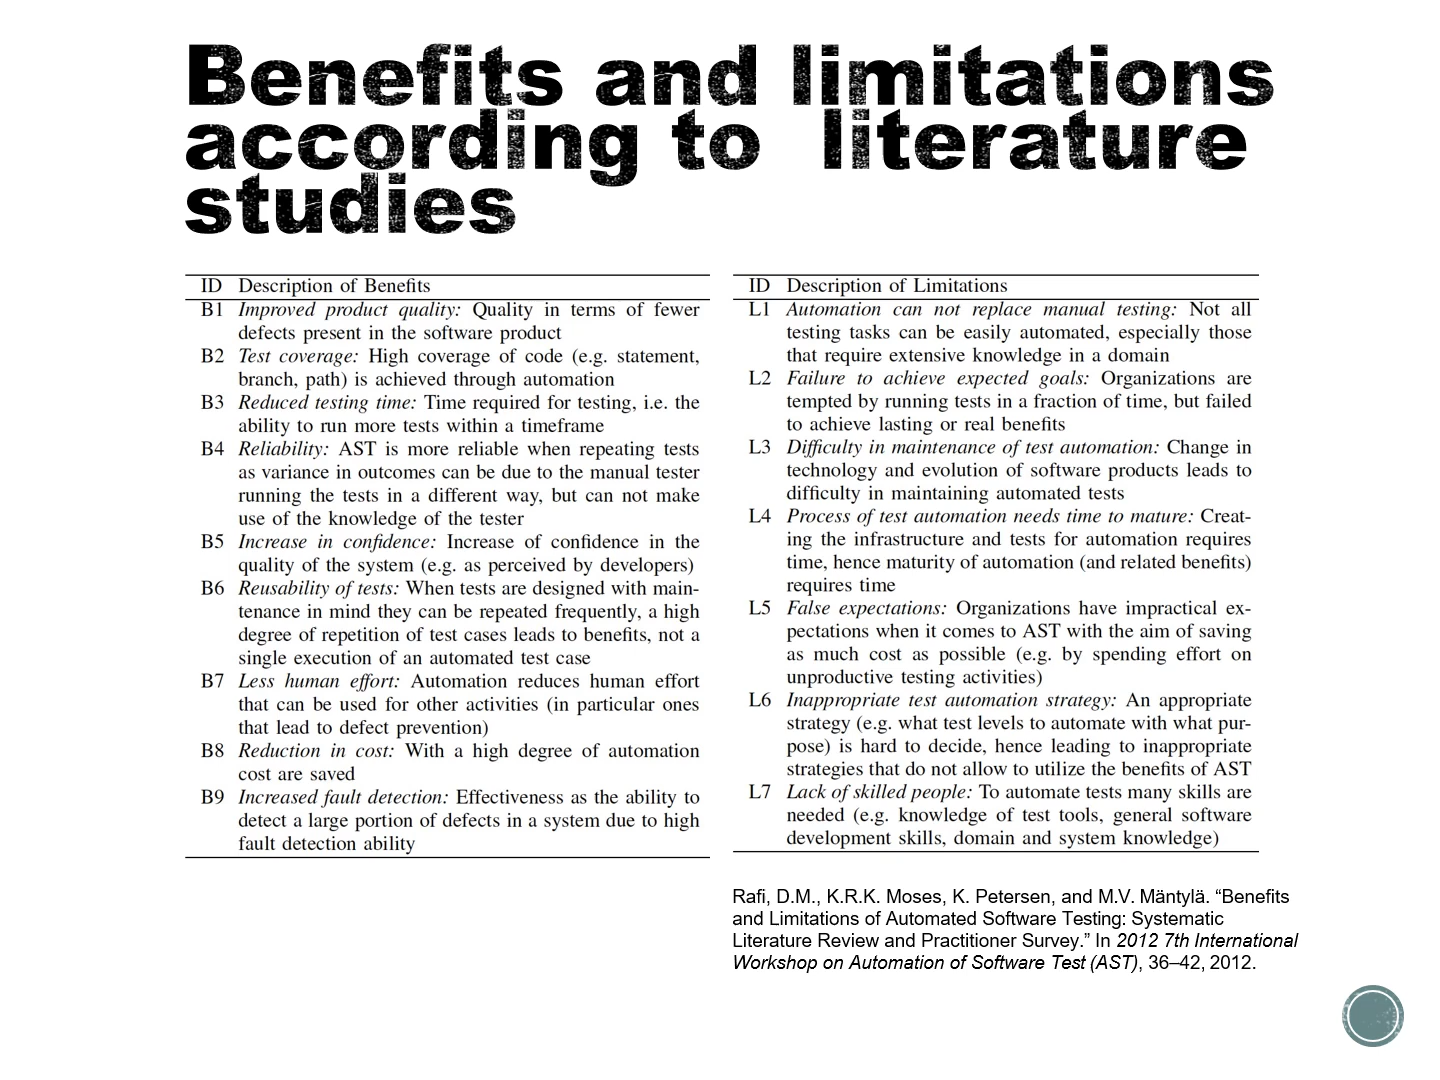 Benefits and limitations
according to literature
studies
ID Description of Benefits
B1 Improved product quality: Quality in terms of fewer
defects present in the software product
B2 Test coverage: High coverage of code (e.g. statement,
branch, path) is achieved through automation
B3 Reduced testing time: Time required for testing, i.e. the
ability to run more tests within a timeframe
B4 Reliability: AST is more reliable when repeating tests
as variance in outcomes can be due to the manual tester
running the tests in a different way, but can not make
use of the knowledge of the tester
B5 Increase in confidence: Increase of confidence in the
quality of the system (e.g. as perceived by developers)
B6 Reusability of tests: When tests are designed with main-
tenance in mind they can be repeated frequently, a high
degree of repetition of test cases leads to benefits, not a
single execution of an automated test case
B7 Less human effort: Automation reduces human effort
that can be used for other activities (in particular ones
that lead to defect prevention)
B8 Reduction in cost: With a high degree of automation
cost are saved
B9 Increased fault detection: Effectiveness as the ability to
detect a large portion of defects in a system due to high
fault detection ability
ID Description of Limitations
L1 Automation can not replace manual testing: Not all
testing tasks can be easily automated, especially those
that require extensive knowledge in a domain
L2 Failure to achieve expected goals: Organizations are
tempted by running tests in a fraction of time, but failed
to achieve lasting or real benefits
L3 Difficulty in maintenance of test automation: Change in
technology and evolution of software products leads to
difficulty in maintaining automated tests
L4 Process of test automation needs time to mature: Creat-
ing the infrastructure and tests for automation requires
time, hence maturity of automation (and related benefits)
requires time
L5 False expectations: Organizations have impractical ex-
pectations when it comes to AST with the aim of saving
as much cost as possible (e.g. by spending effort on
unproductive testing activities)
L6 Inappropriate test automation strategy: An appropriate
strategy (e.g. what test levels to automate with what pur-
pose) is hard to decide, hence leading to inappropriate
strategies that do not allow to utilize the benefits of AST
L7 Lack of skilled people: To automate tests many skills are
needed (e.g. knowledge of test tools, general software
development skills, domain and system knowledge)
Rafi, D.M., K.R.K. Moses, K. Petersen, and M.V. Mäntylä. “Benefits
and Limitations of Automated Software Testing: Systematic
Literature Review and Practitioner Survey.” In 2012 7th International
Workshop on Automation of Software Test (AST), 36–42, 2012.